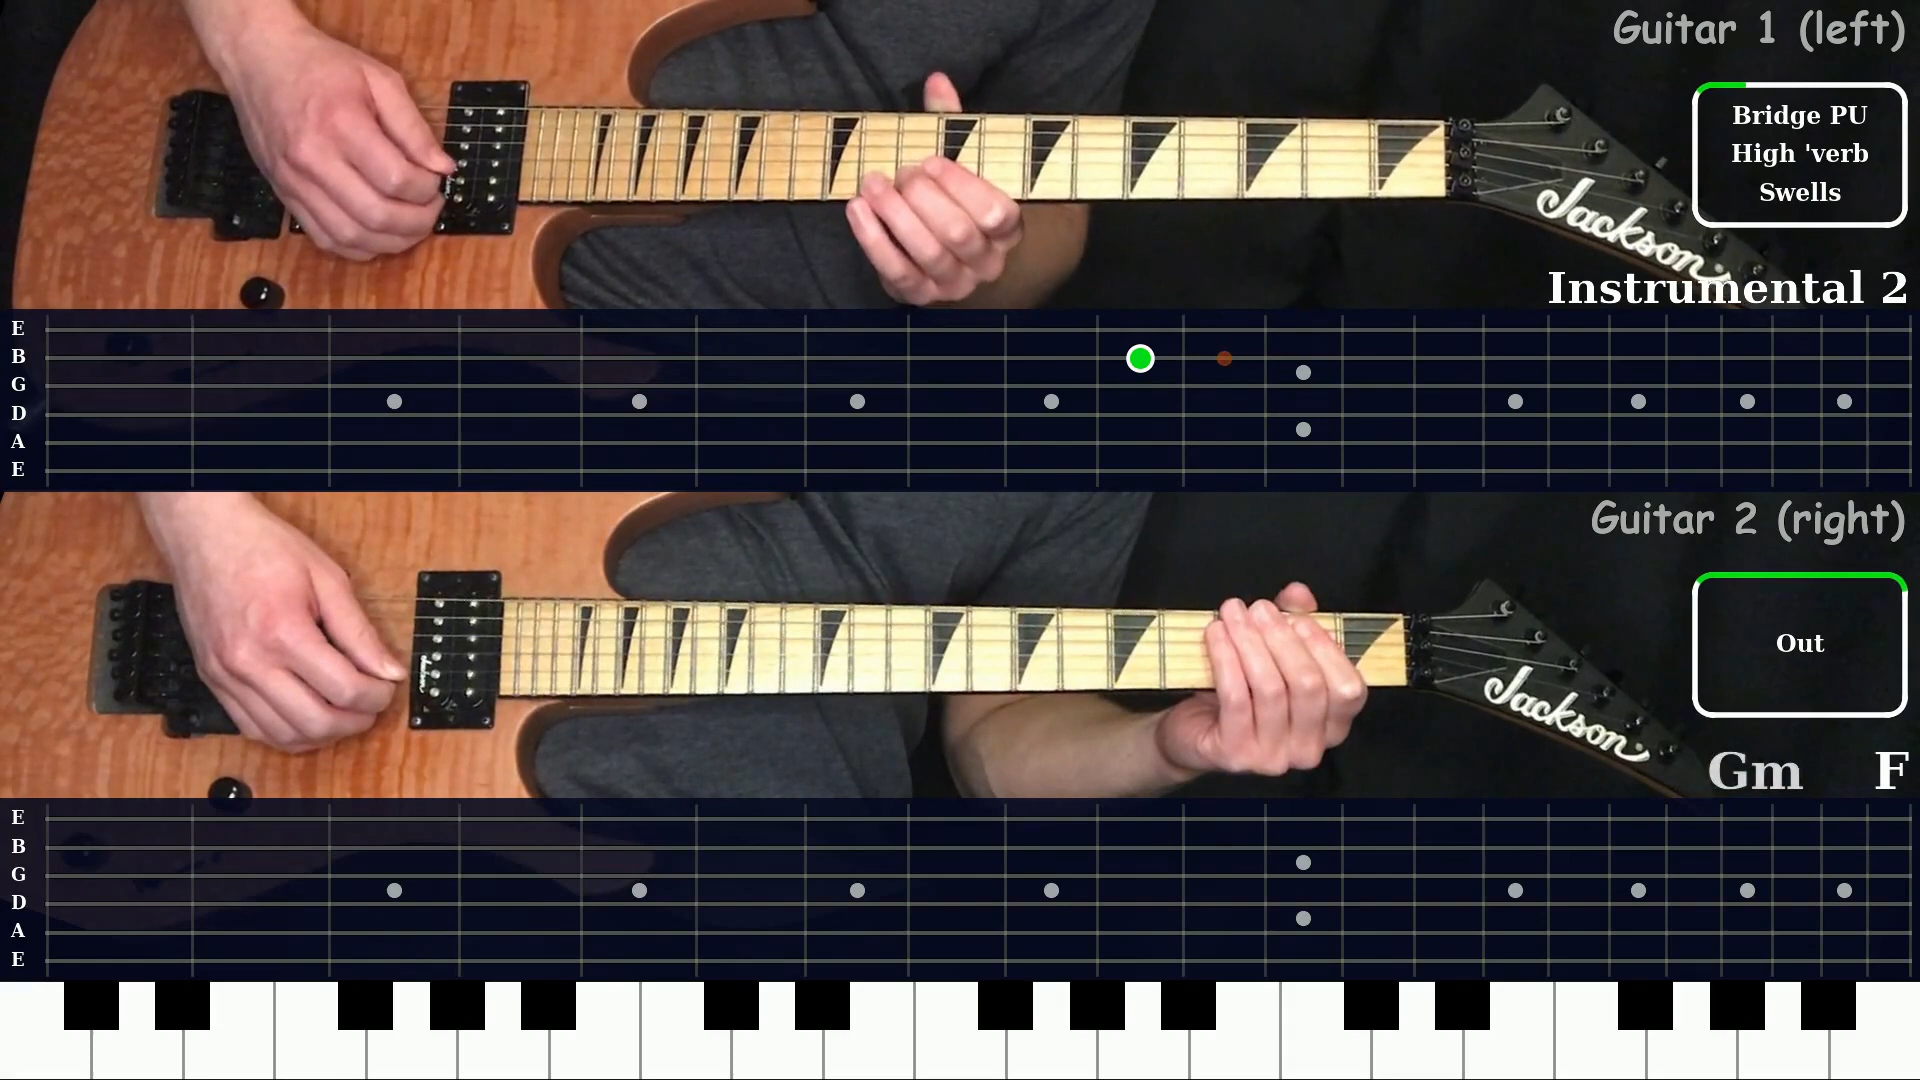 Guitar 1 (left)
Bridge PU
High 'verb
Swells
Jackson
Instrumental 2
E
B
G
D
A
E
Guitar 2 (right)
Out
Jackson
Gm F
E
B
G
D
A
E